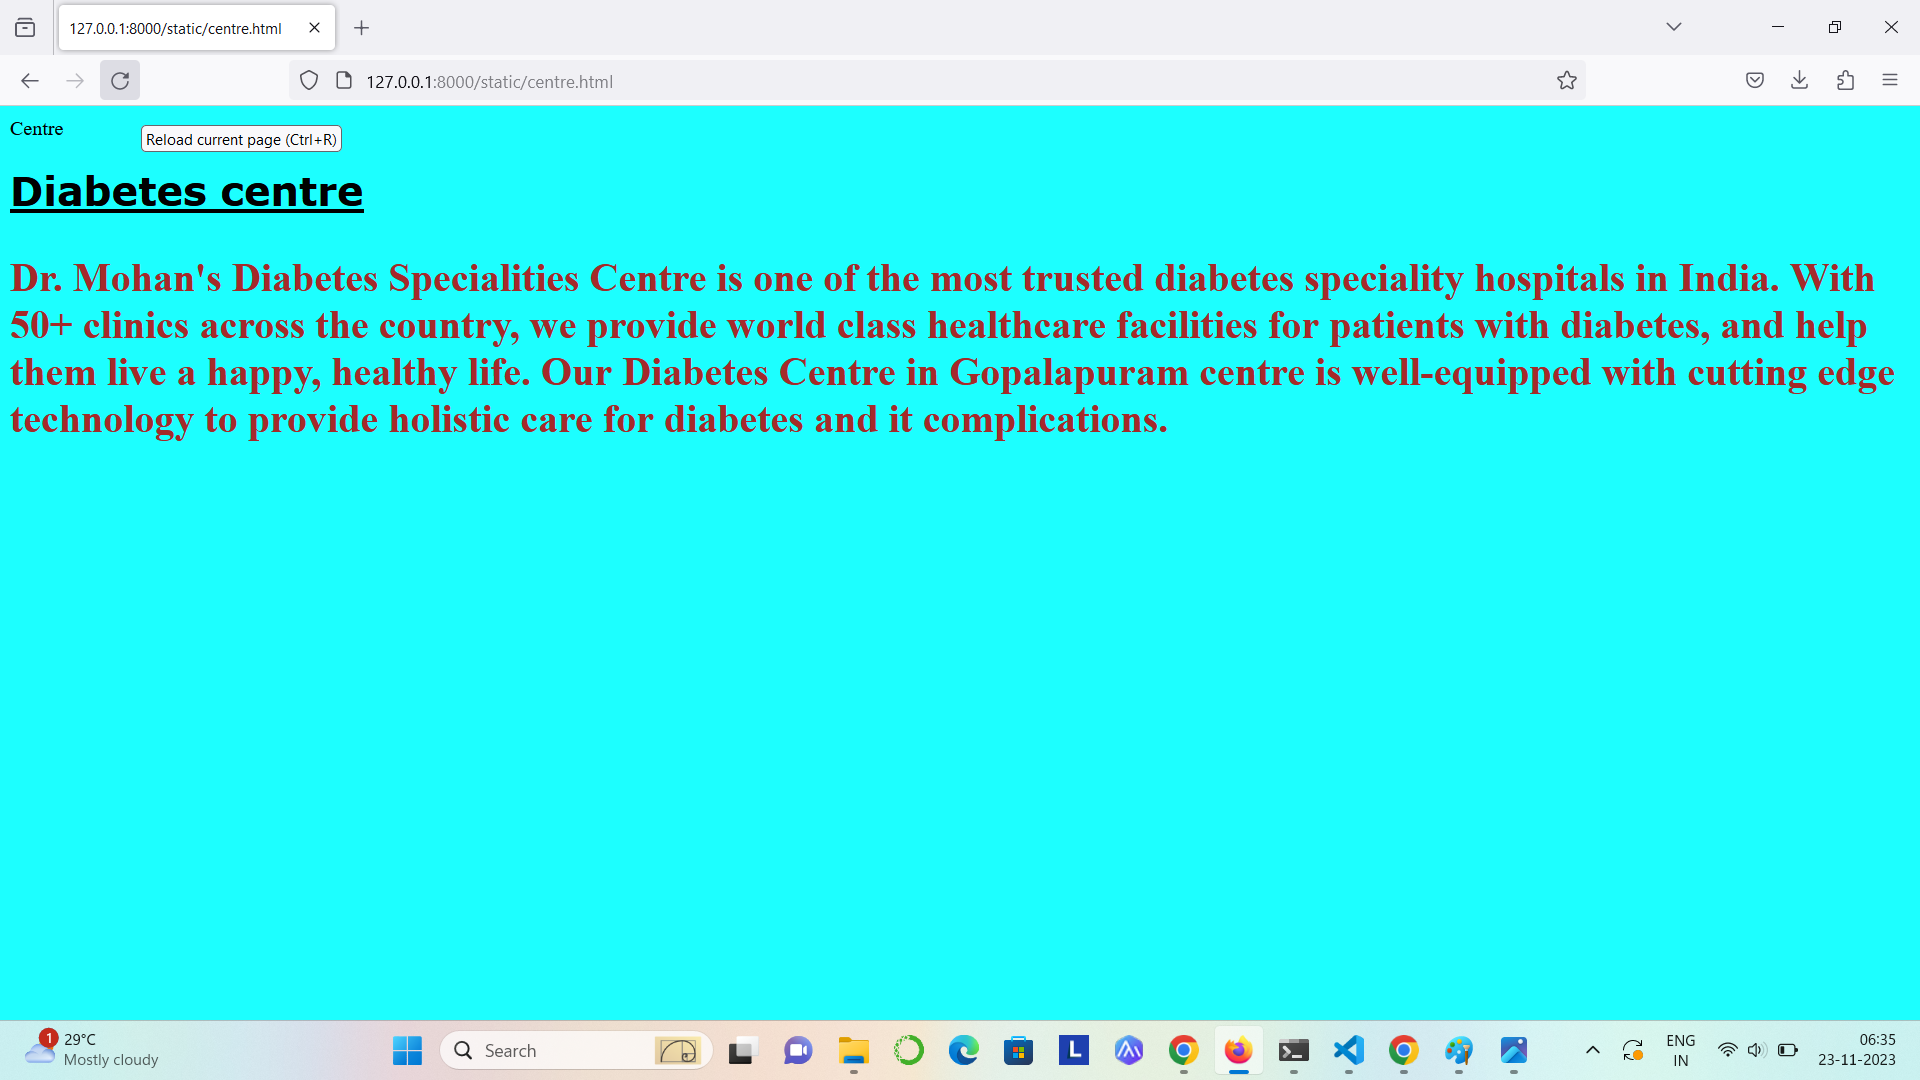 127.0.0.1:8000/static/centre.html
127.0.0.1:8000/static/centre.html
Centre
Reload current page (Ctrl+R)
Diabetes centre
Dr. Mohan's Diabetes Specialities Centre is one of the most trusted diabetes speciality hospitals in India. With
50+ clinics across the country, we provide world class healthcare facilities for patients with diabetes, and help
them live a happy, healthy life. Our Diabetes Centre in Gopalapuram centre is well-equipped with cutting edge
technology to provide holistic care for diabetes and it complications.
1
29°C
Mostly cloudy
Search
L
ENG
IN
06:35
23-11-2023